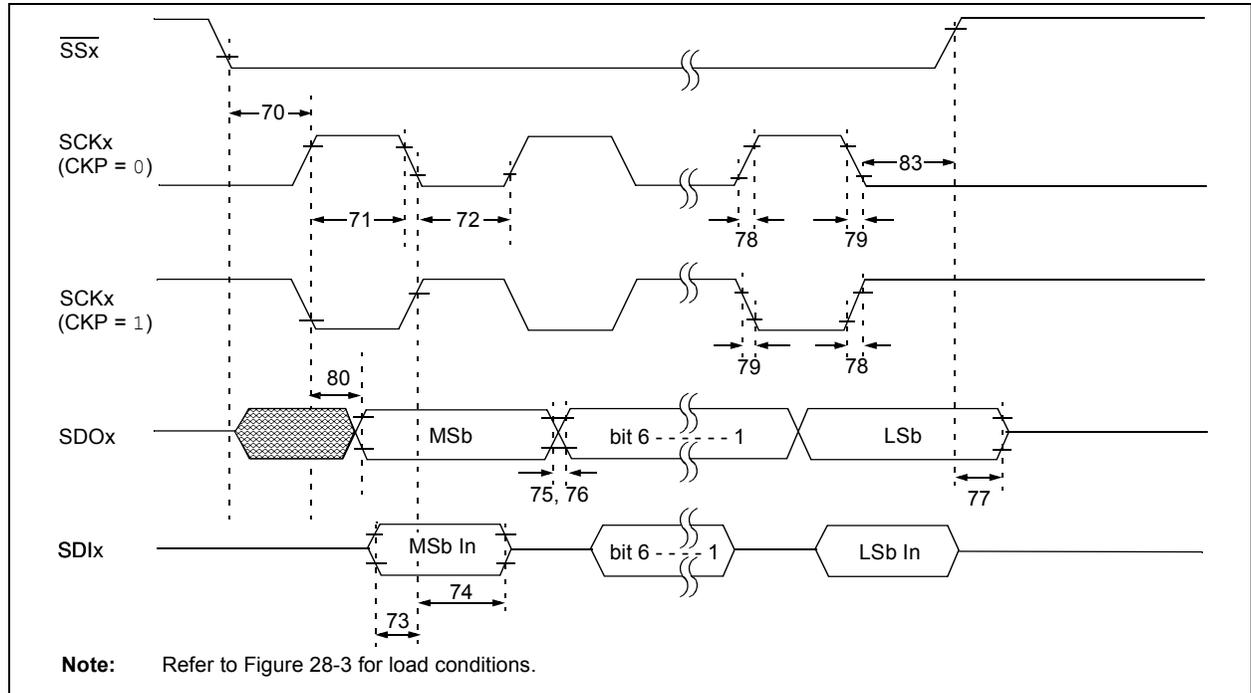 SSx
70
SCKx
(CKP = 0)
83
71
72
78
79
SCKx
(CKP = 1)
79
78
80
SDOx
MSb
bit 6 - - - - - - 1
LSb
75, 76
77
SDIx
MSb In
bit 6 - - - - 1
LSb In
74
73
Note: Refer to Figure 28-3 for load conditions.